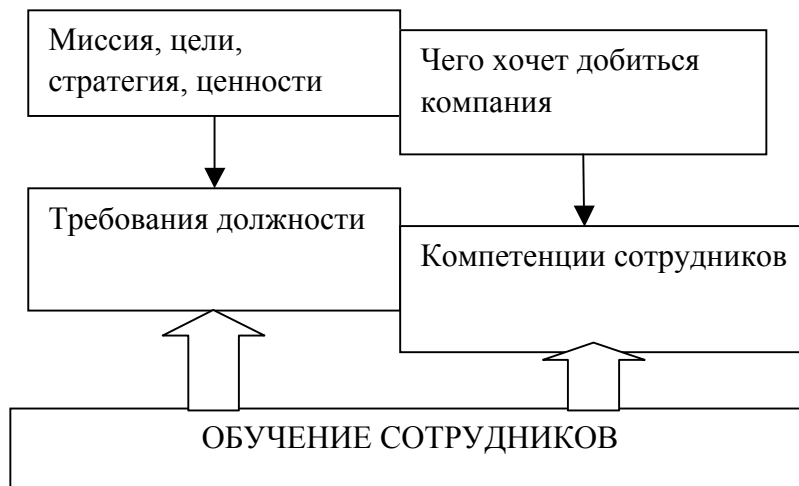 Миссия, цели,
стратегия, ценности
Чего хочет добиться
компания
Требования должности
Компетенции сотрудников
ОБУЧЕНИЕ СОТРУДНИКОВ